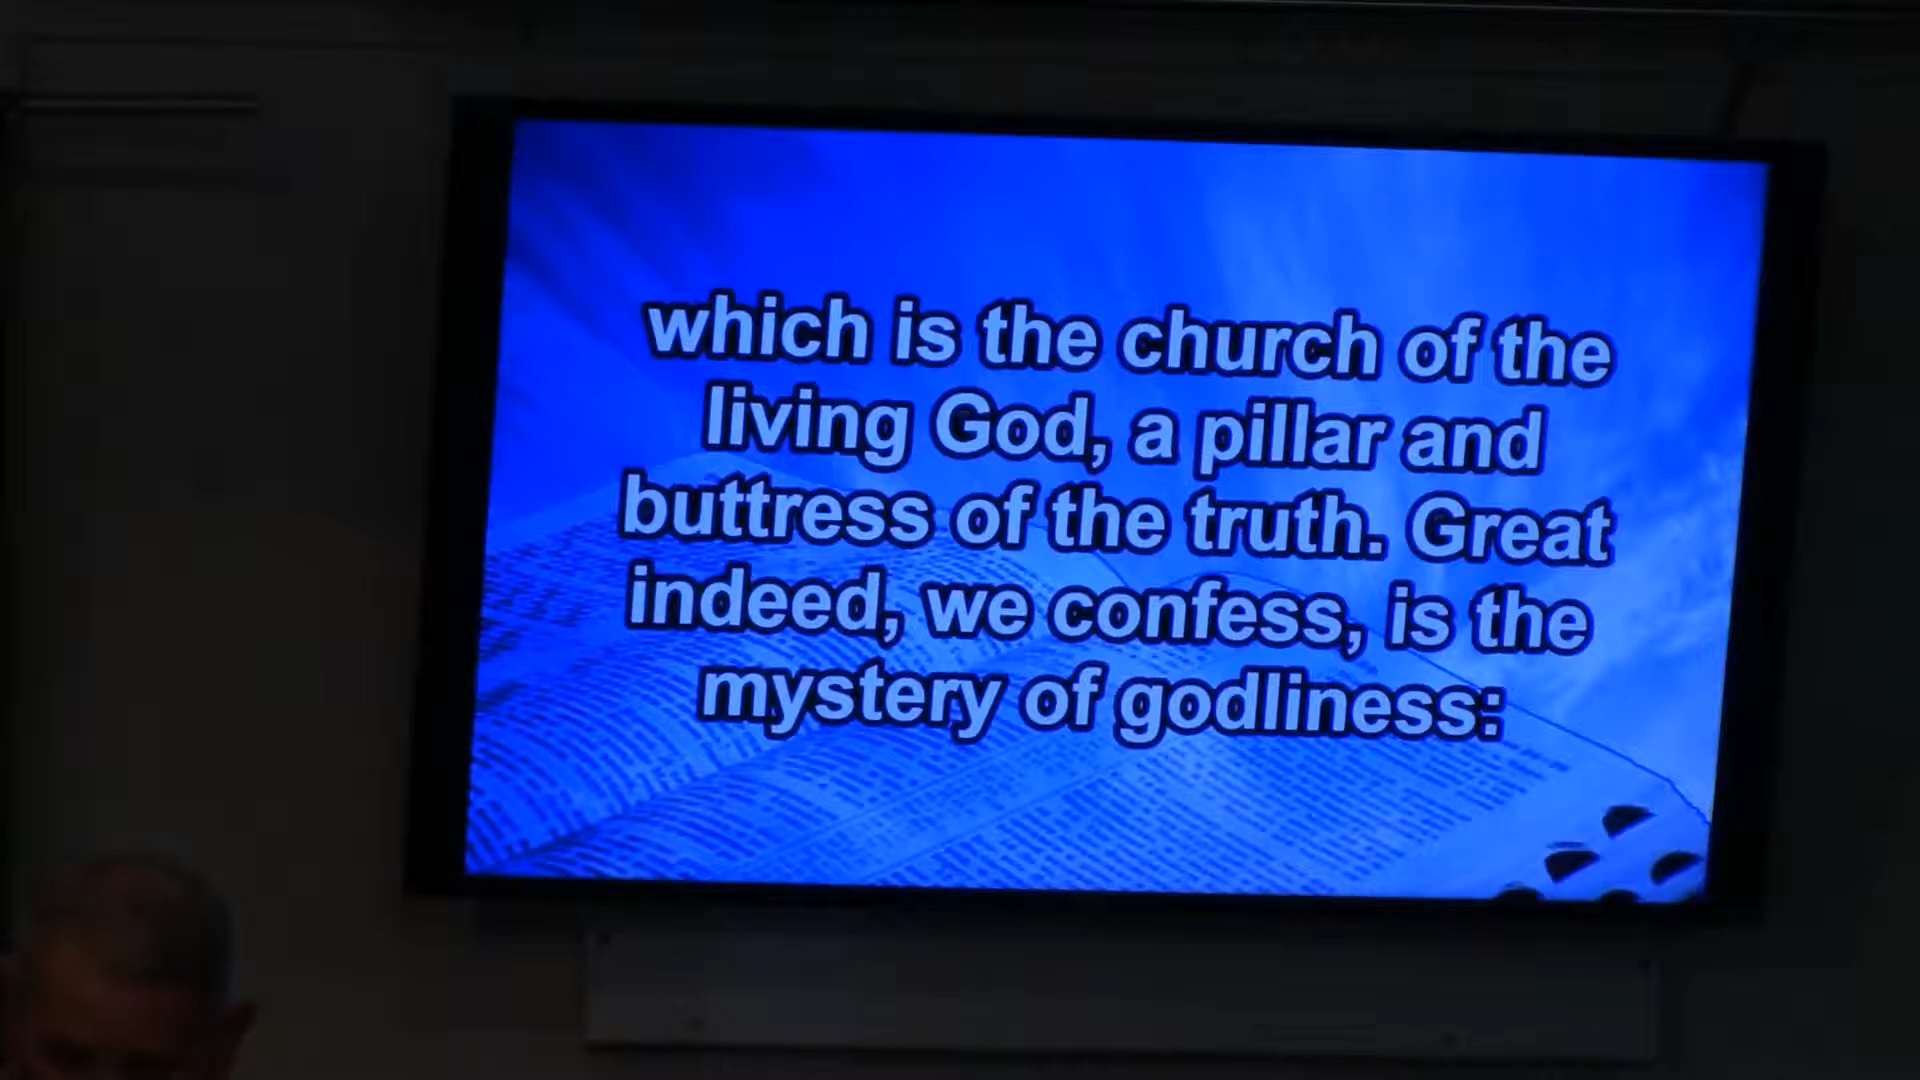 which is the church of the
living God, a pillar and
buttress of the truth. Great
indeed, we confess, is the
mystery of godliness: